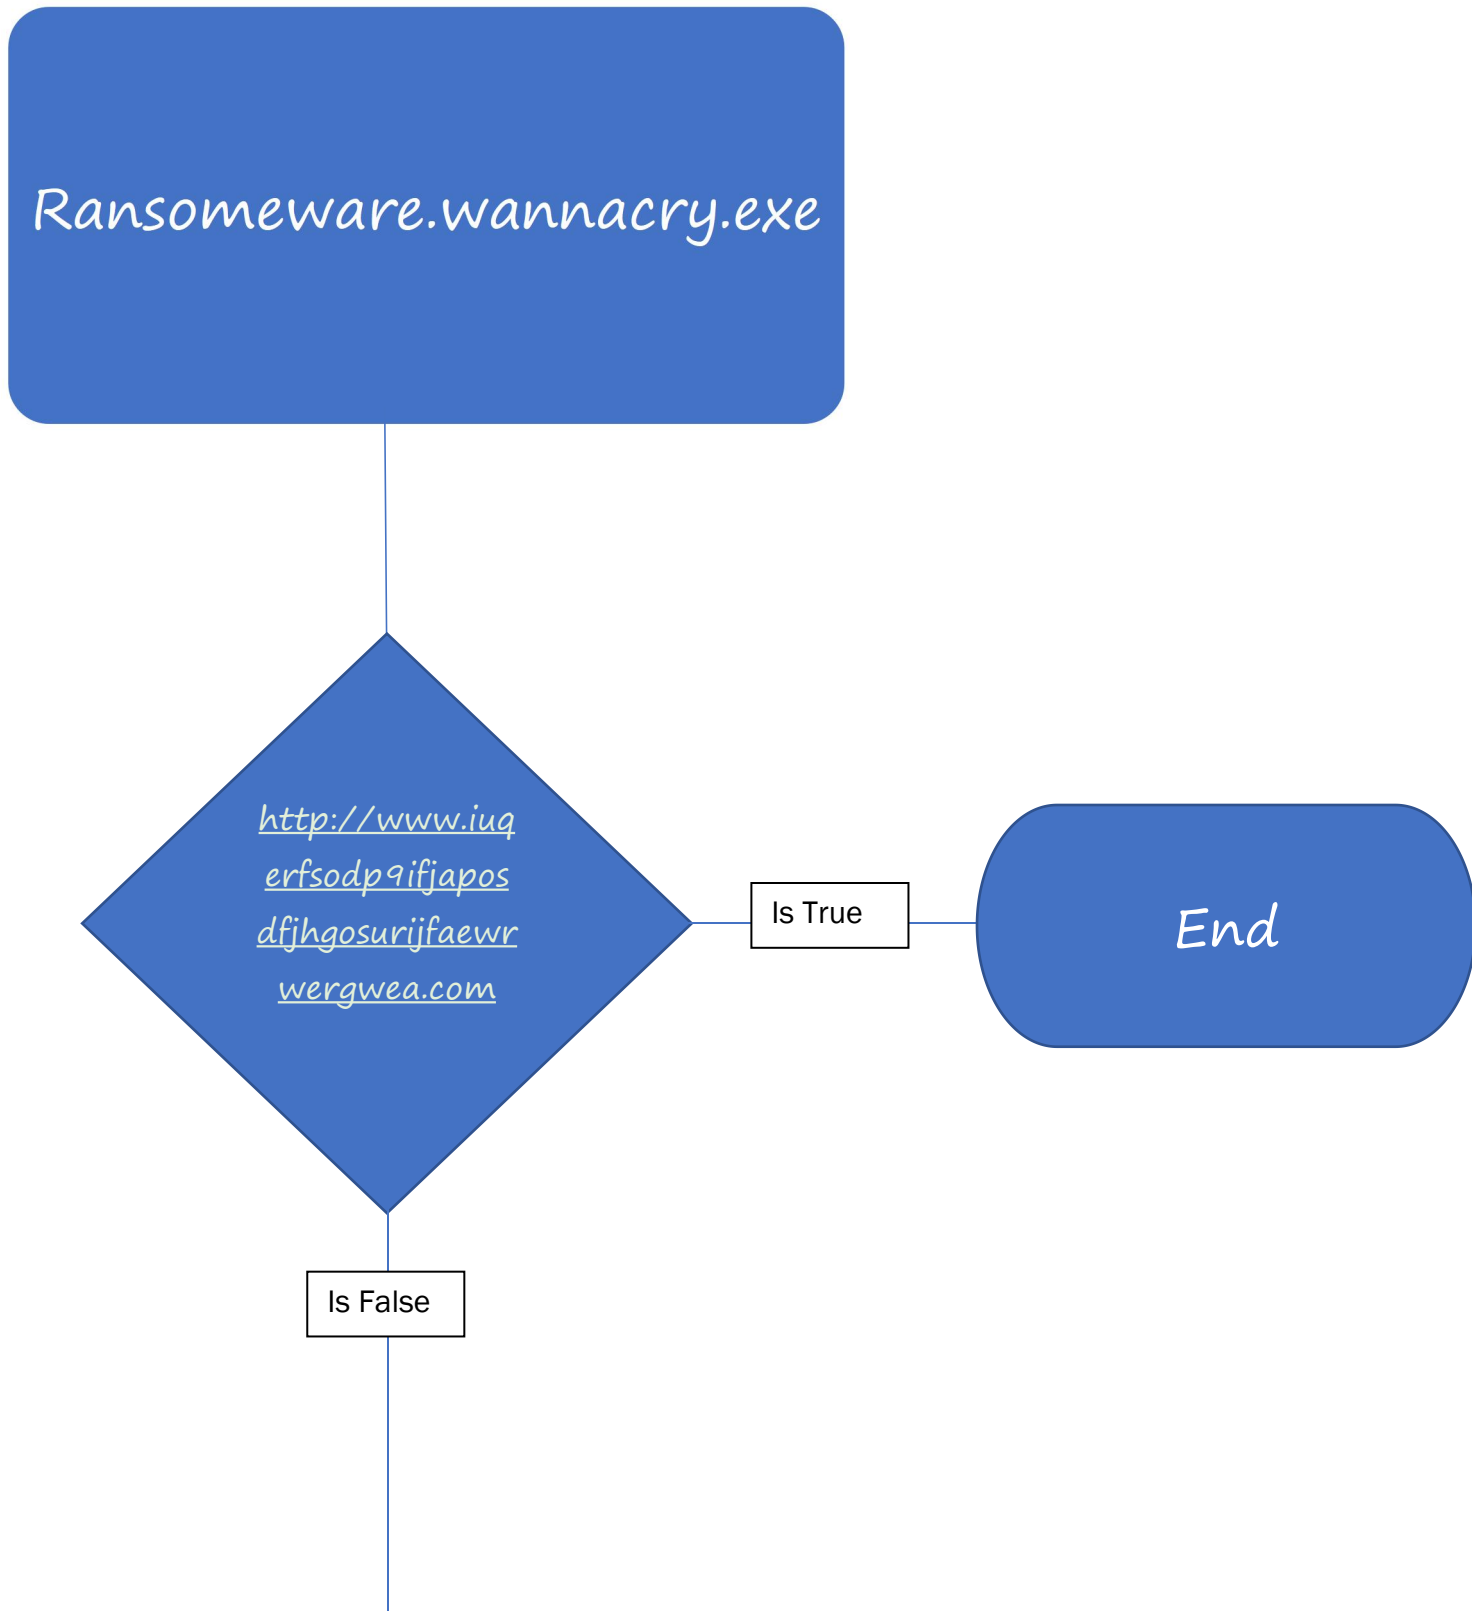 Ransomeware.wannacry.exe
http://www.iuq
erfsodp9ifjapos
dfjhgosurijfaewr
wergwea.com
Is True
End
Is False